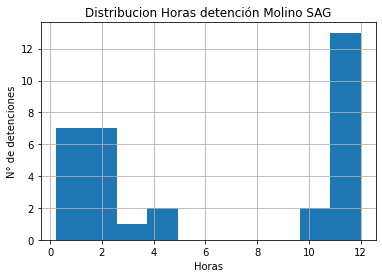 Distribucion Horas detención Molino SAG
N° de detenciones
12
10
8
6
4
2
0
0 2 4 6 8 10 12
Horas